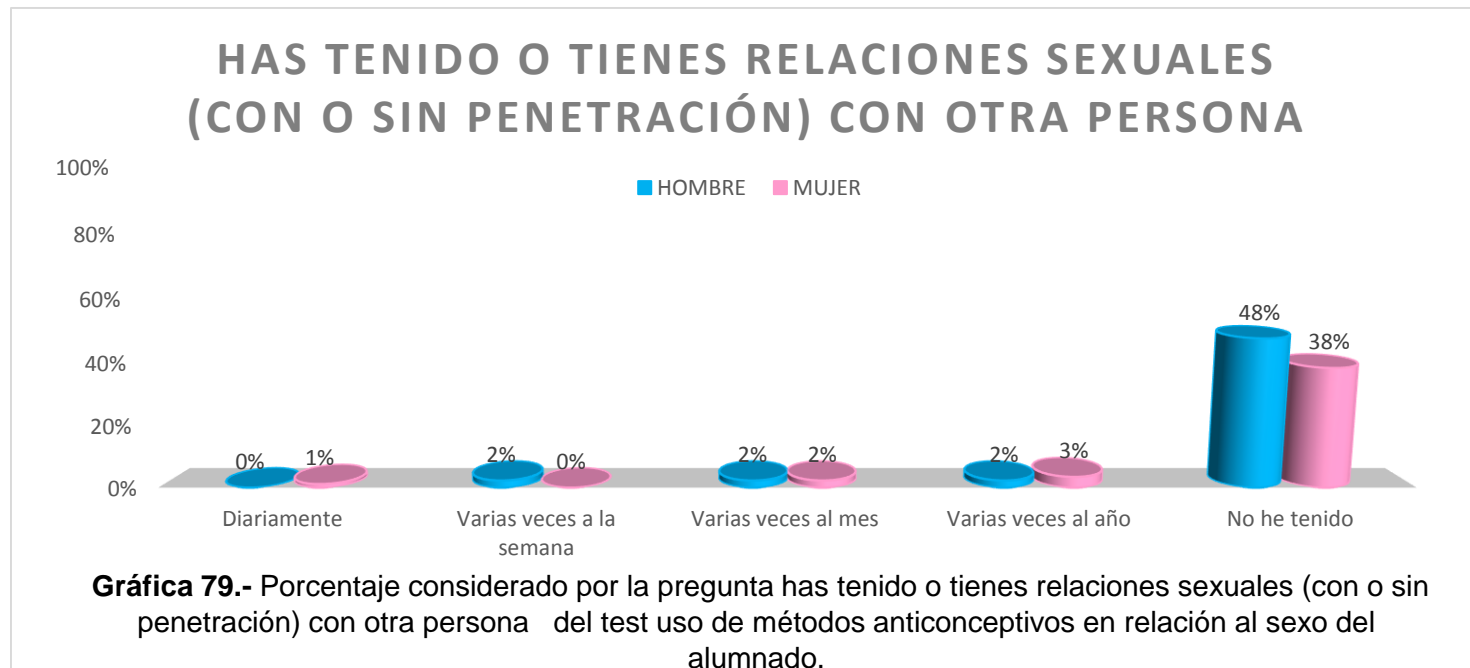 HAS TENIDO O TIENES RELACIONES SEXUALES
(CON O SIN PENETRACIÓN) CON OTRA PERSONA
100%
HOMBRE MUJER
80%
60%
48%
38%
40%
20%
0% 1% 2% 0% 2% 2% 2% 3%
0%
Diariamente Varias veces a la Varias veces al mes Varias veces al año No he tenido
semana
Gráfica 79.- Porcentaje considerado por la pregunta has tenido o tienes relaciones sexuales (con o sin
penetración) con otra persona del test uso de métodos anticonceptivos en relación al sexo del
alumnado.